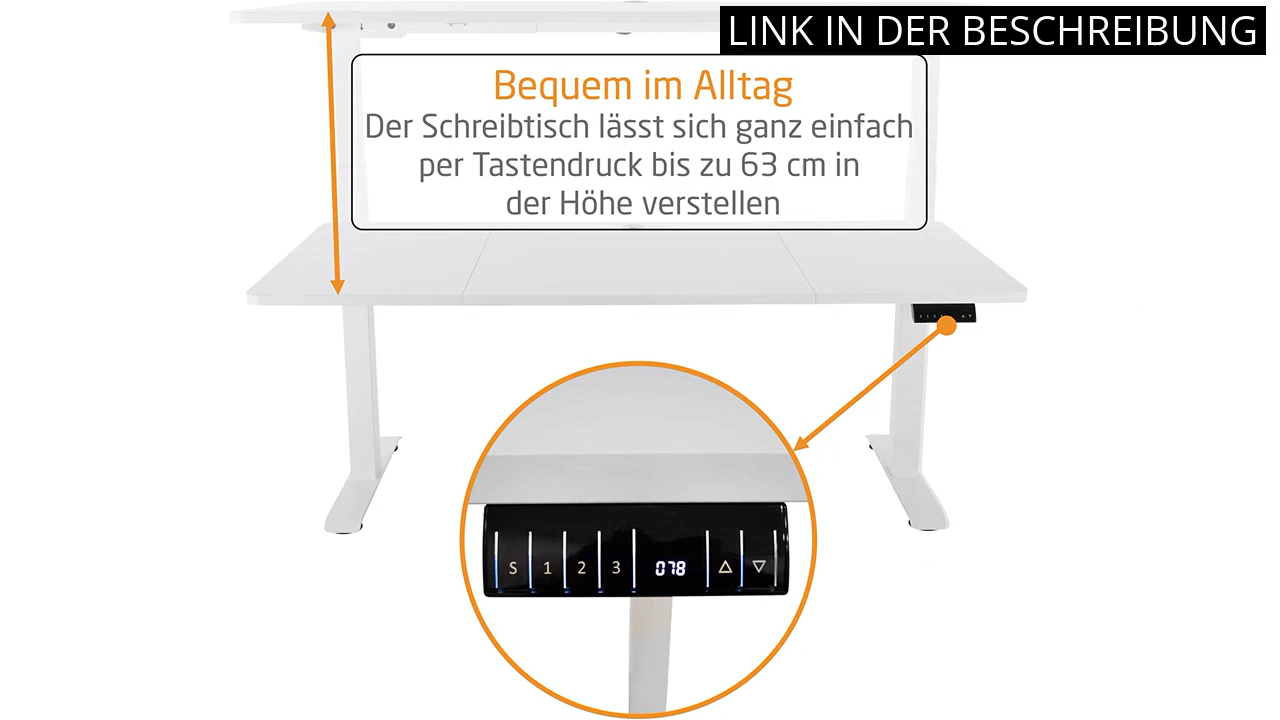 LINK IN DER BESCHREIBUNG
Bequem im Alltag
Der Schreibtisch lässt sich ganz einfach
per Tastendruck bis zu 63 cm in
der Höhe verstellen
S 1 2 3 078 △ ▽